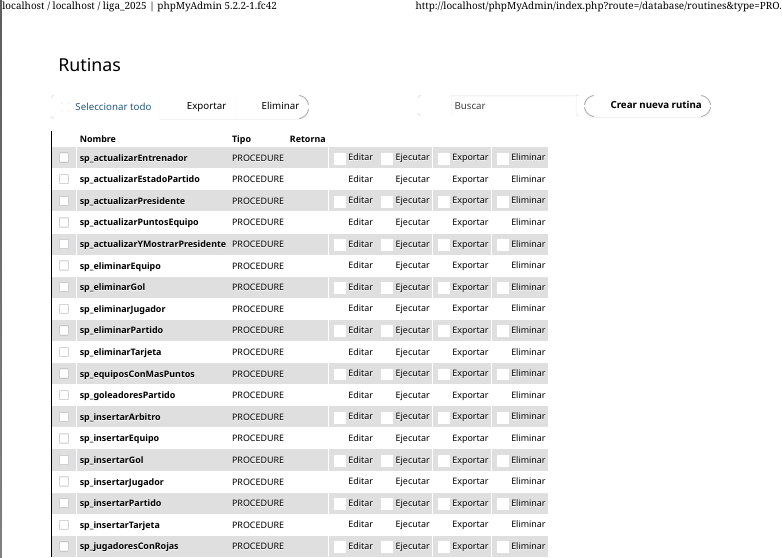 localhost / localhost / liga_2025 | phpMyAdmin 5.2.2-1.fc42 http://localhost/phpMyAdmin/index.php?route=/database/routines&type=PRO.
Rutinas
Seleccionar todo Exportar Eliminar Buscar Crear nueva rutina
Nombre Tipo Retorna
sp_actualizarEntrenador PROCEDURE Editar Ejecutar Exportar Eliminar
sp_actualizarEstadoPartido PROCEDURE Editar Ejecutar Exportar Eliminar
sp_actualizarPresidente PROCEDURE Editar Ejecutar Exportar Eliminar
sp_actualizarPuntosEquipo PROCEDURE Editar Ejecutar Exportar Eliminar
sp_actualizarYMostrarPresidente PROCEDURE Editar Ejecutar Exportar Eliminar
sp_eliminarEquipo PROCEDURE Editar Ejecutar Exportar Eliminar
sp_eliminarGol PROCEDURE Editar Ejecutar Exportar Eliminar
sp_eliminarJugador PROCEDURE Editar Ejecutar Exportar Eliminar
sp_eliminarPartido PROCEDURE Editar Ejecutar Exportar Eliminar
sp_eliminarTarjeta PROCEDURE Editar Ejecutar Exportar Eliminar
sp_equiposConMasPuntos PROCEDURE Editar Ejecutar Exportar Eliminar
sp_goleadoresPartido PROCEDURE Editar Ejecutar Exportar Eliminar
sp_insertarArbitro PROCEDURE Editar Ejecutar Exportar Eliminar
sp_insertarEquipo PROCEDURE Editar Ejecutar Exportar Eliminar
sp_insertarGol PROCEDURE Editar Ejecutar Exportar Eliminar
sp_insertarJugador PROCEDURE Editar Ejecutar Exportar Eliminar
sp_insertarPartido PROCEDURE Editar Ejecutar Exportar Eliminar
sp_insertarTarjeta PROCEDURE Editar Ejecutar Exportar Eliminar
sp_jugadoresConRojas PROCEDURE Editar Ejecutar Exportar Eliminar